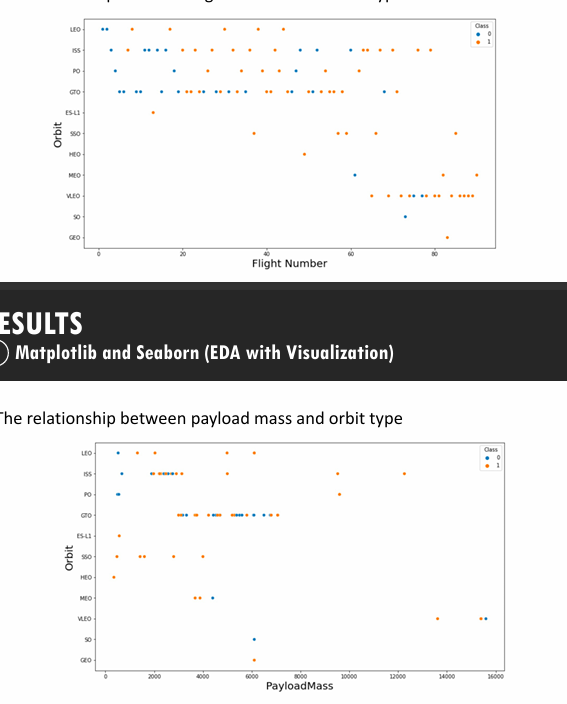 Class
0
1
LEO
ISS
PO
GTO
ES-L1
SSO
HEO
MEO
VLEO
SO
GEO
Orbit
0
20
40
60
80
Flight Number
ESULTS
Matplotlib and Seaborn (EDA with Visualization)
The relationship between payload mass and orbit type
Class
0
1
LEO
ISS
PO
GTO
ES-L1
SSO
HEO
MEO
VLEO
SO
GEO
Orbit
0
2000
4000
6000
8000
10000
12000
14000
16000
PayloadMass